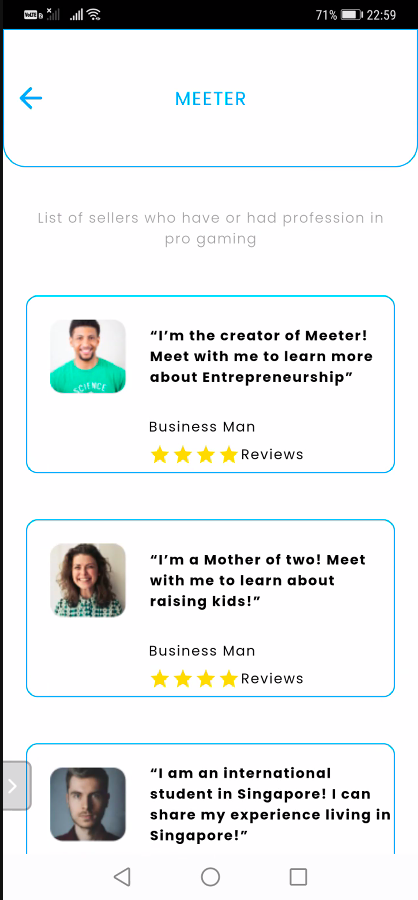 71% 22:59
MEETER
List of sellers who have or had profession in
pro gaming
“I’m the creator of Meeter!
Meet with me to learn more
about Entrepreneurship”
SCIENCE
Business Man
Reviews
“I’m a Mother of two! Meet
with me to learn about
raising kids!”
Business Man
Reviews
“I am an international
student in Singapore! I can
share my experience living in
Singapore!”